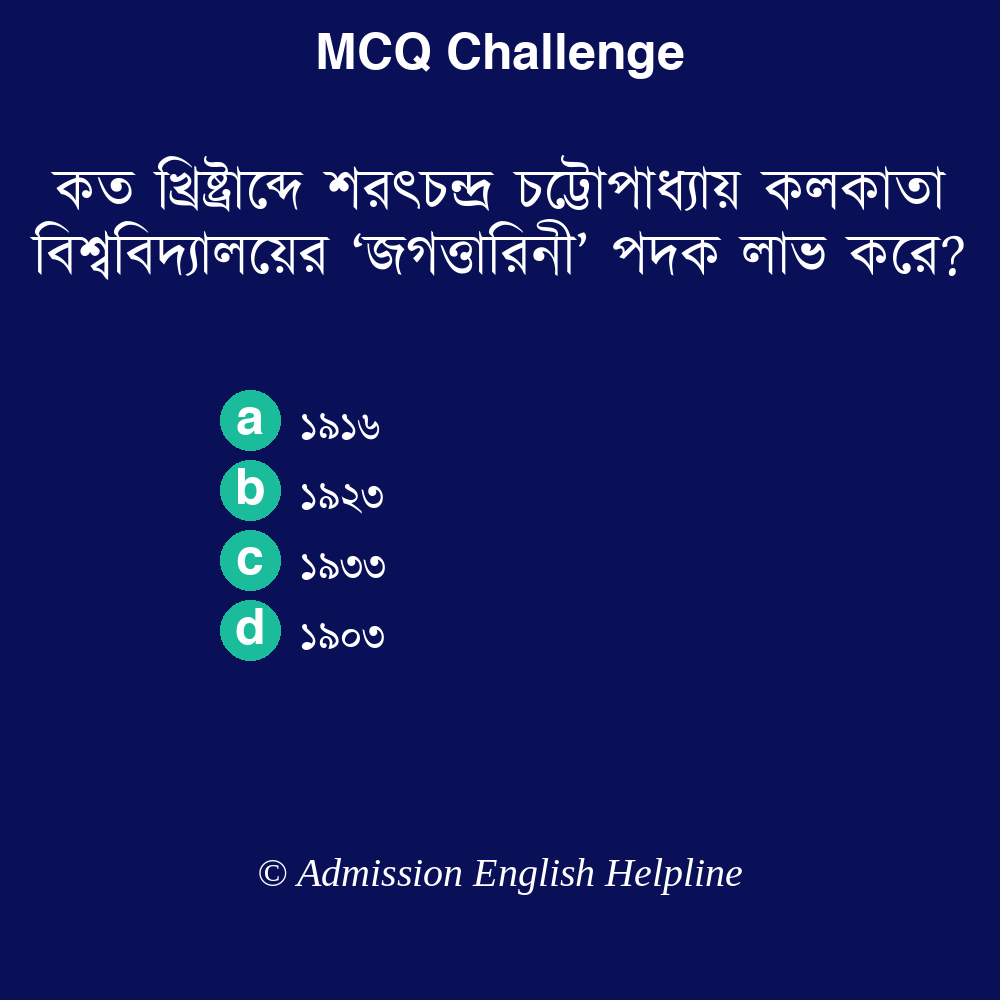 MCQ Challenge
কত খ্রিষ্ট্রাব্দে শরৎচন্দ্র চট্টোপাধ্যায় কলকাতা
বিশ্ববিদ্যালয়ের ‘জগত্তারিনী’ পদক লাভ করে?
a ১৯১৬
b ১৯২৩
c ১৯৩৩
d ১৯০৩
© Admission English Helpline